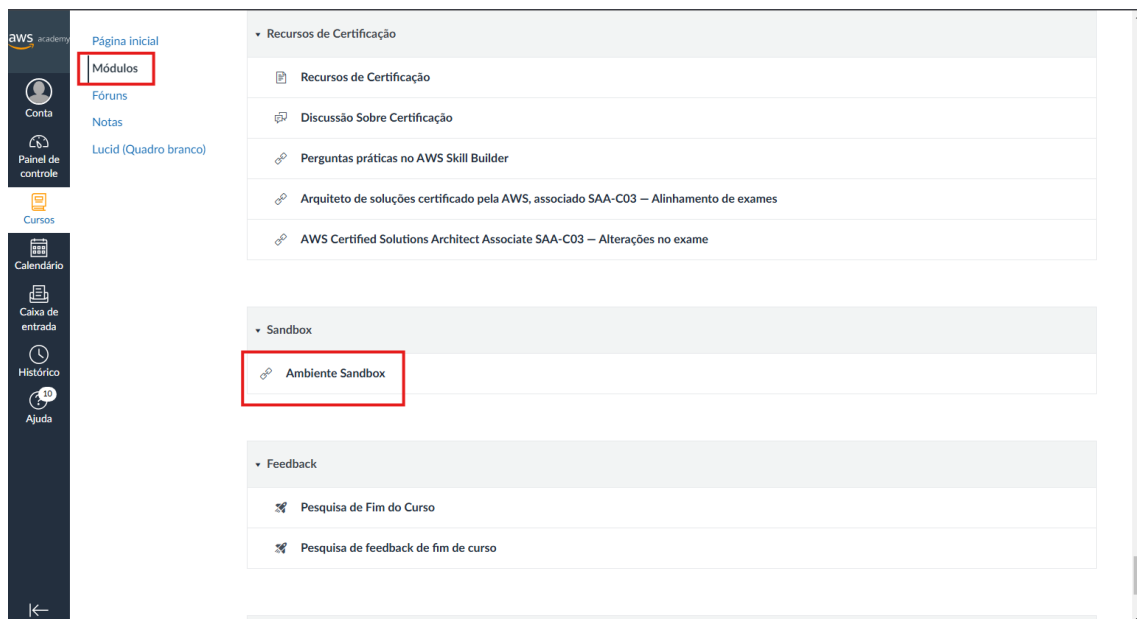 aws academy
Conta
Painel de
controle
Cursos
Calendário
Caixa de
entrada
Histórico
10
Ajuda
Página inicial
Módulos
Fóruns
Notas
Lucid (Quadro branco)
Recursos de Certificação
Recursos de Certificação
Discussão Sobre Certificação
Perguntas práticas no AWS Skill Builder
Arquiteto de soluções certificado pela AWS, associado SAA-C03 — Alinhamento de exames
AWS Certified Solutions Architect Associate SAA-C03 — Alterações no exame
Sandbox
Ambiente Sandbox
Feedback
Pesquisa de Fim do Curso
Pesquisa de feedback de fim de curso